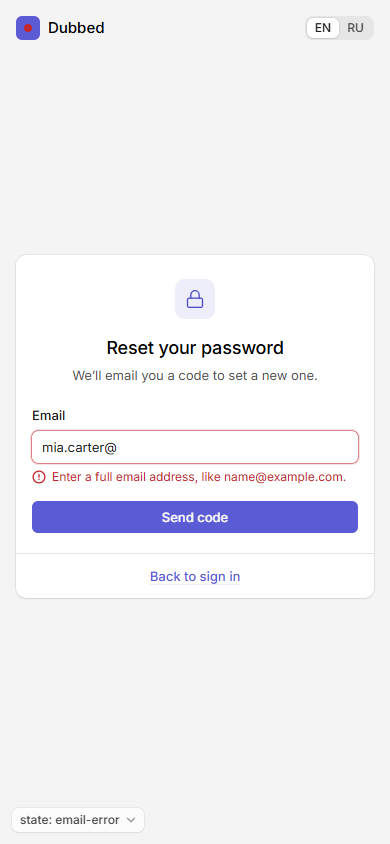 Dubbed
EN RU
Reset your password
We'll email you a code to set a new one.
Email
mia.carter@
Enter a full email address, like name@example.com.
Send code
Back to sign in
state: email-error